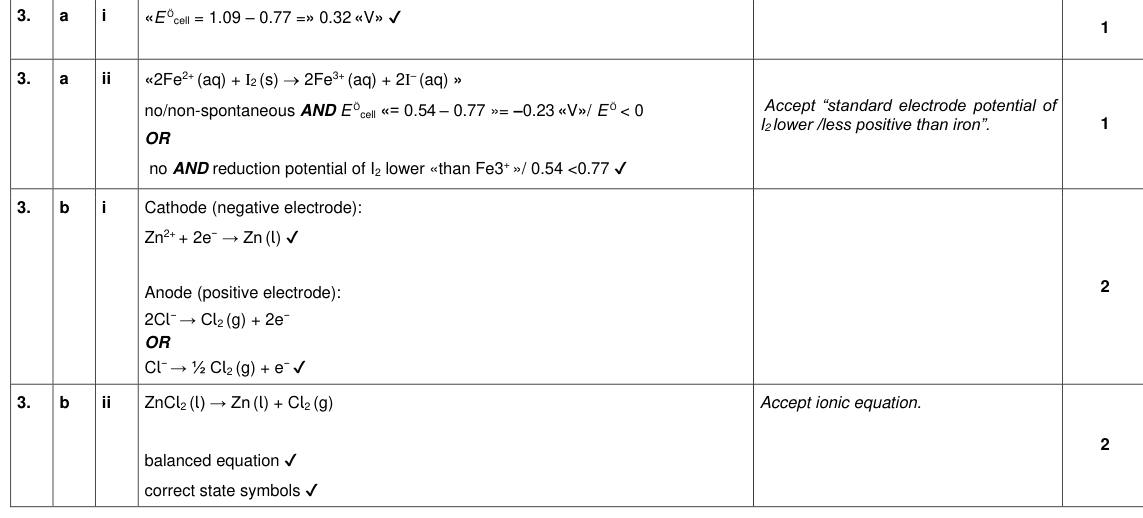 3. a i «E⦵cell = 1.09 – 0.77 =» 0.32 «V» ✓ 1
3. a ii «2Fe²⁺ (aq) + I₂ (s) → 2Fe³⁺ (aq) + 2I⁻ (aq) »
no/non-spontaneous AND E⦵cell «= 0.54 – 0.77 »= –0.23 «V»/ E⦵ < 0
OR
no AND reduction potential of I₂ lower «than Fe3⁺ »/ 0.54 <0.77 ✓
Accept “standard electrode potential of
I₂ lower /less positive than iron”.
1
3. b i Cathode (negative electrode):
Zn²⁺ + 2e⁻ → Zn (l) ✓
Anode (positive electrode):
2Cl⁻ → Cl₂ (g) + 2e⁻
OR
Cl⁻ → ½ Cl₂ (g) + e⁻ ✓
2
3. b ii ZnCl₂ (l) → Zn (l) + Cl₂ (g)
balanced equation ✓
correct state symbols ✓
Accept ionic equation.
2